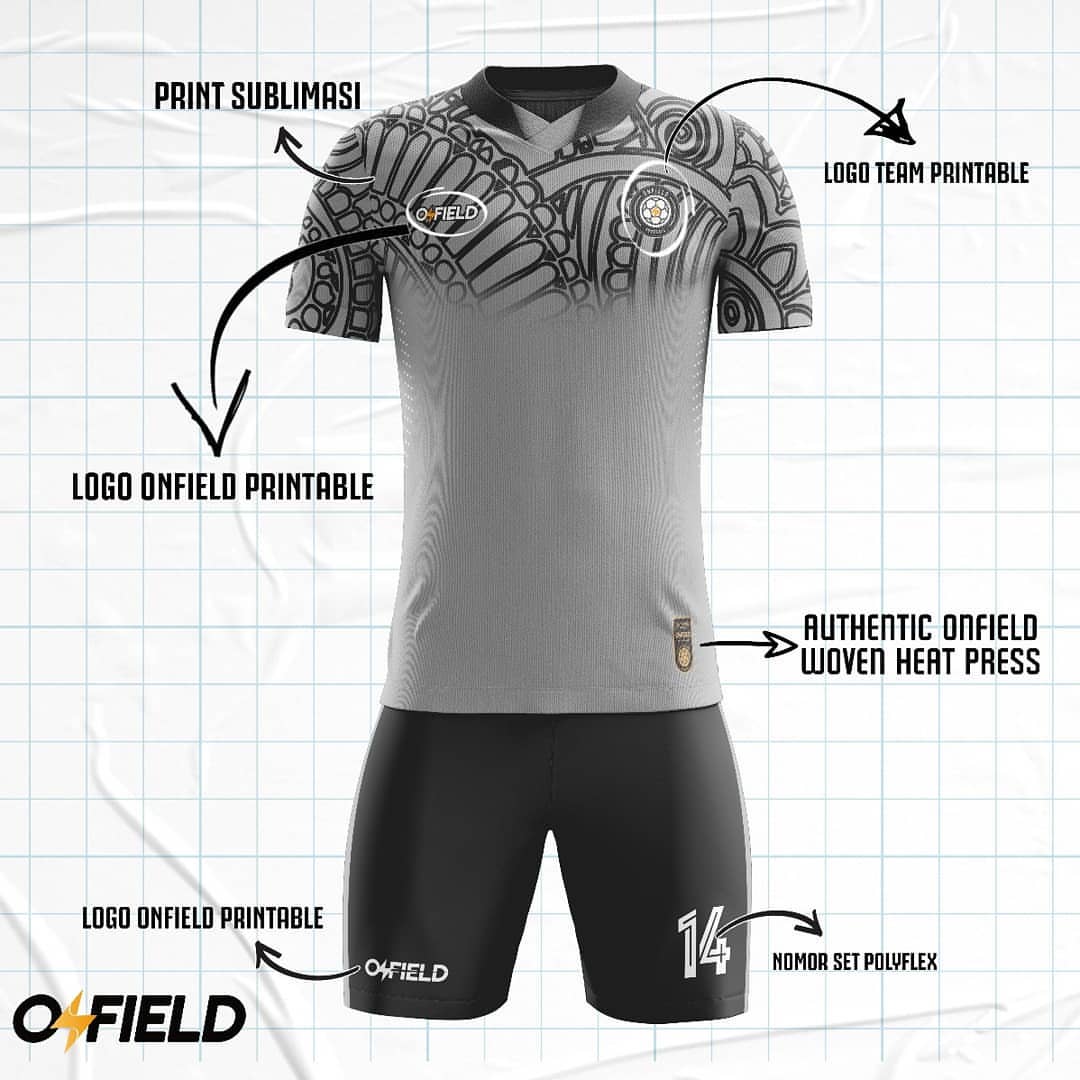 PRINT SUBLIMASI
LOGO TEAM PRINTABLE
ONFIELD
ONFIELD
LOGO ONFIELD PRINTABLE
AUTHENTIC ONFIELD
WOVEN HEAT PRESS
LOGO ONFIELD PRINTABLE
14
NOMOR SET POLYFLEX
ONFIELD
ONFIELD